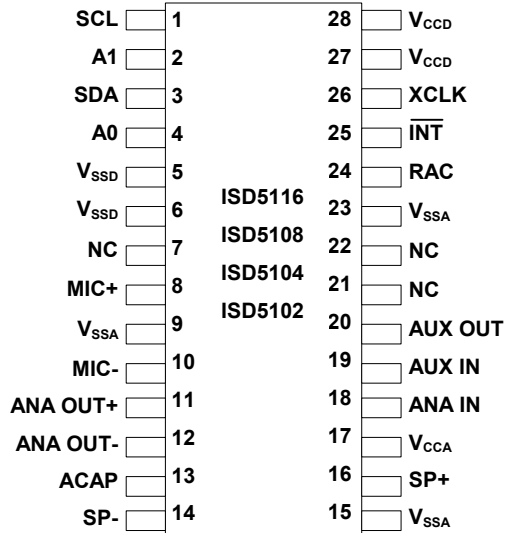 SCL 1 28 VCCD
A1 2 27 VCCD
SDA 3 26 XCLK
A0 4 25 INT
VSSD 5 24 RAC
ISD5116
VSSD 6 23 VSSA
ISD5108
NC 7 22 NC
ISD5104
MIC+ 8 21 NC
ISD5102
VSSA 9 20 AUX OUT
MIC- 10 19 AUX IN
ANA OUT+ 11 18 ANA IN
ANA OUT- 12 17 VCCA
ACAP 13 16 SP+
SP- 14 15 VSSA